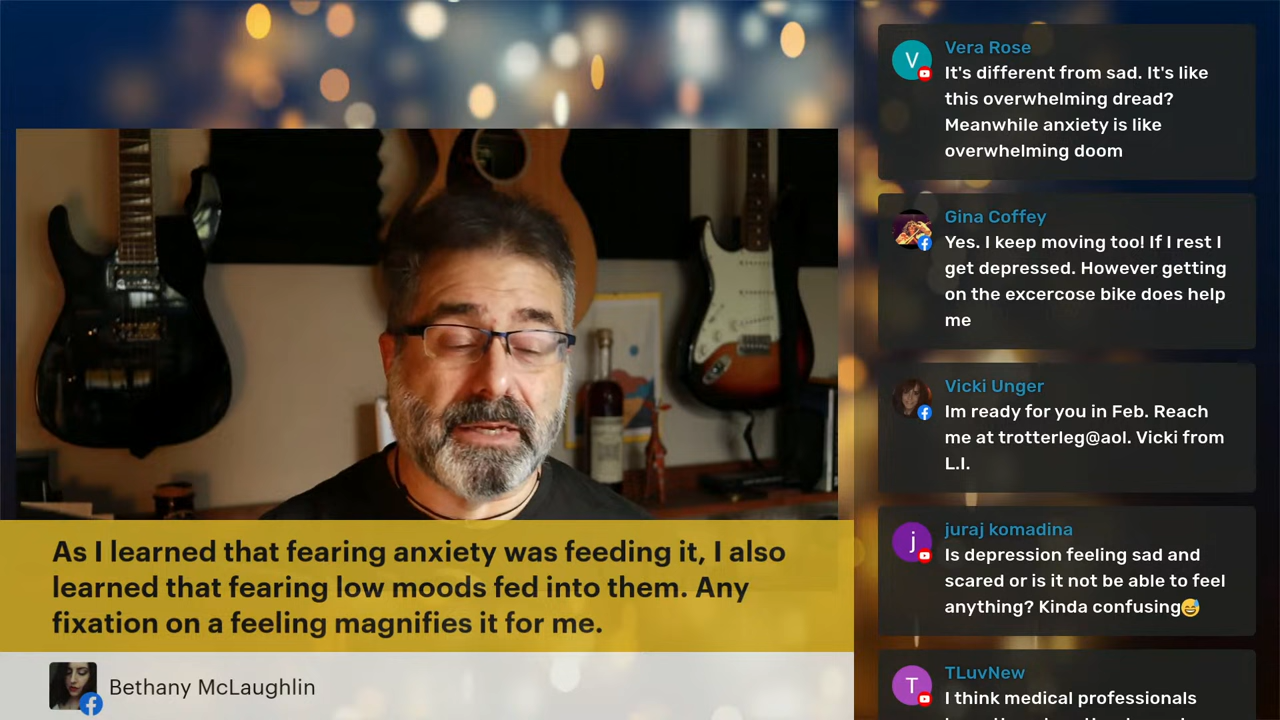 As I learned that fearing anxiety was feeding it, I also
learned that fearing low moods fed into them. Any
fixation on a feeling magnifies it for me.
Bethany McLaughlin
V
Vera Rose
It's different from sad. It's like
this overwhelming dread?
Meanwhile anxiety is like
overwhelming doom
Gina Coffey
Yes. I keep moving too! If I rest I
get depressed. However getting
on the excercose bike does help
me
Vicki Unger
Im ready for you in Feb. Reach
me at trotterleg@aol. Vicki from
L.I.
j
juraj komadina
Is depression feeling sad and
scared or is it not be able to feel
anything? Kinda confusing😅
T
TLuvNew
I think medical professionals